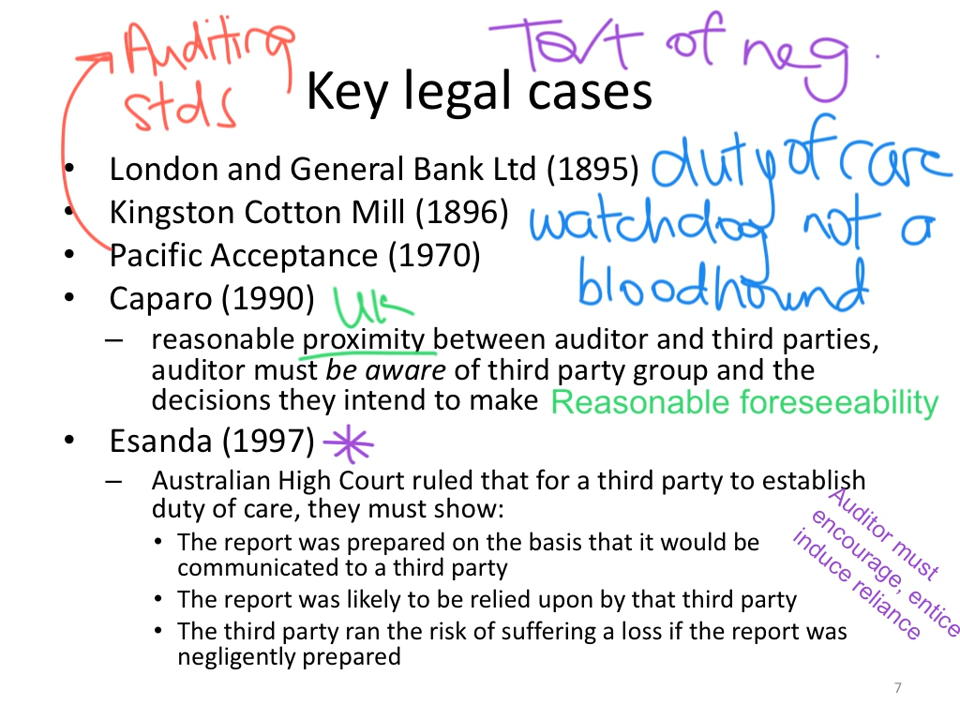 Auditing
stds
Tort of neg.
Key legal cases
• London and General Bank Ltd (1895) duty of care
• Kingston Cotton Mill (1896) watchdog not a
bloodhound
• Pacific Acceptance (1970)
• Caparo (1990) UK
– reasonable proximity between auditor and third parties,
auditor must be aware of third party group and the
decisions they intend to make Reasonable foreseeability
• Esanda (1997) *
– Australian High Court ruled that for a third party to establish
duty of care, they must show:
• The report was prepared on the basis that it would be
communicated to a third party
• The report was likely to be relied upon by that third party
• The third party ran the risk of suffering a loss if the report was
negligently prepared
Auditor must
encourage, entice
induce reliance
7